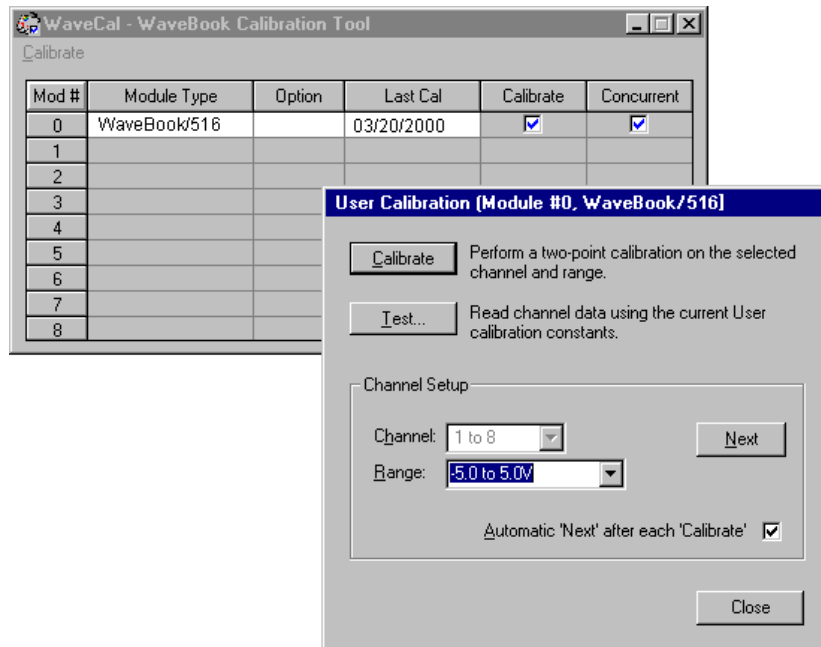 WaveCal - WaveBook Calibration Tool
Calibrate
Mod # Module Type Option Last Cal Calibrate Concurrent
0 WaveBook/516 03/20/2000
1
2
3
4
5
6
7
8
User Calibration (Module #0, WaveBook/516)
Calibrate Perform a two-point calibration on the selected
channel and range.
Test... Read channel data using the current User
calibration constants.
Channel Setup
Channel: 1 to 8 Next
Range: -5.0 to 5.0V
Automatic 'Next' after each 'Calibrate'
Close